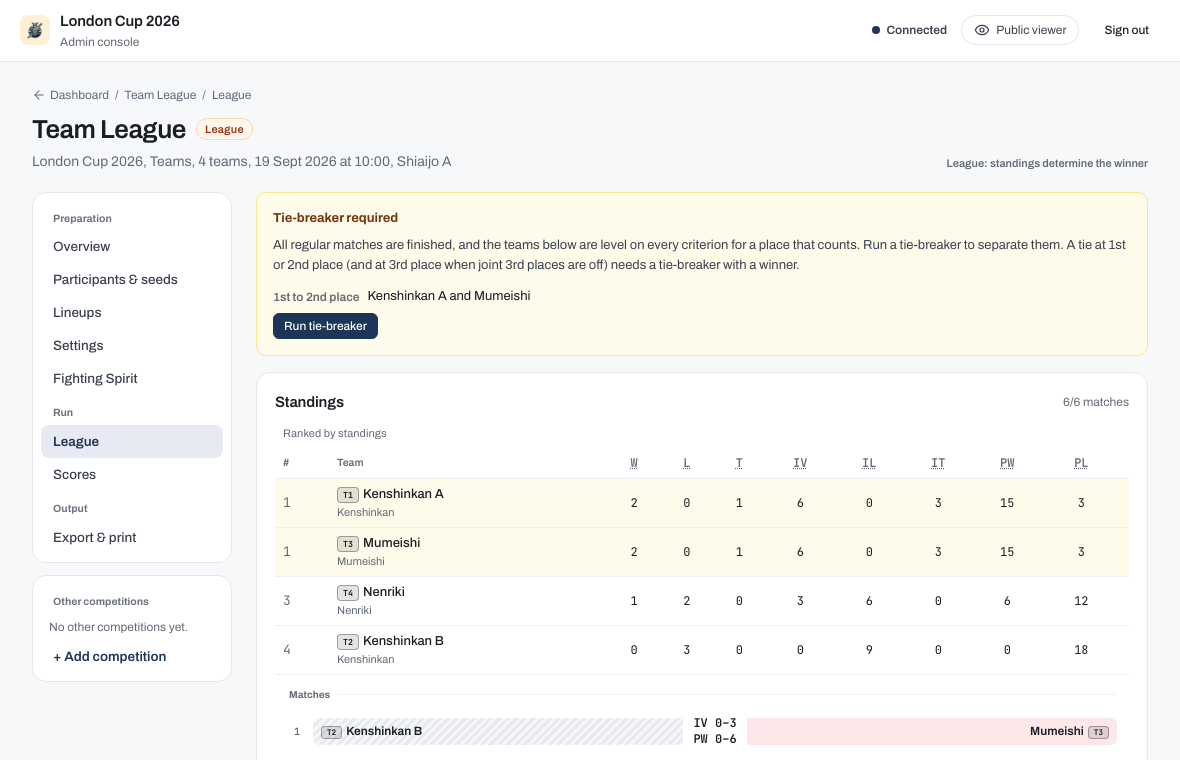 London Cup 2026
Admin console
Connected
Public viewer
Sign out
← Dashboard / Team League / League
Team League League
London Cup 2026, Teams, 4 teams, 19 Sept 2026 at 10:00, Shiaijo A
League: standings determine the winner
Preparation
Overview
Participants & seeds
Lineups
Settings
Fighting Spirit
Run
League
Scores
Output
Export & print
Other competitions
No other competitions yet.
+ Add competition
Tie-breaker required
All regular matches are finished, and the teams below are level on every criterion for a place that counts. Run a tie-breaker to separate them. A tie at 1st
or 2nd place (and at 3rd place when joint 3rd places are off) needs a tie-breaker with a winner.
1st to 2nd place Kenshinkan A and Mumeishi
Run tie-breaker
Standings 6/6 matches
Ranked by standings
# Team W L T IV IL IT PW PL
1 T1 Kenshinkan A 2 0 1 6 0 3 15 3
Kenshinkan
1 T3 Mumeishi 2 0 1 6 0 3 15 3
Mumeishi
3 T4 Nenriki 1 2 0 3 6 0 6 12
Nenriki
4 T2 Kenshinkan B 0 3 0 0 9 0 0 18
Kenshinkan
Matches
1 T2 Kenshinkan B IV 0–3 Mumeishi T3
PW 0–6